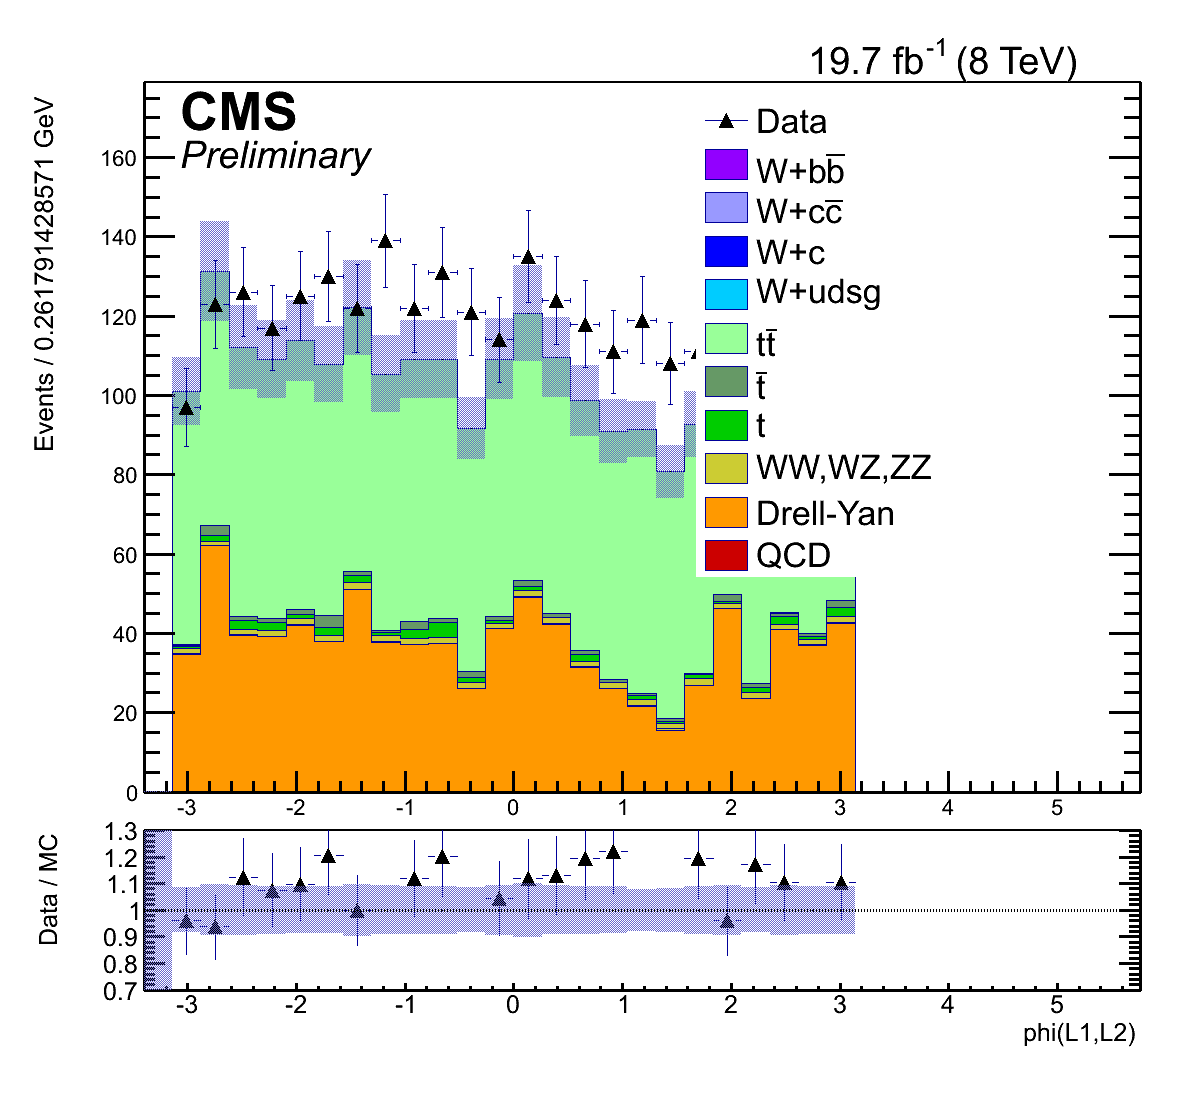 19.7 fb⁻¹ (8 TeV)
CMS
Preliminary
Events / 0.2617991428571 GeV
160
140
120
100
80
60
40
20
0
Data
W+bb̅
W+cc̅
W+c
W+udsg
tt̅
t̅
t
WW,WZ,ZZ
Drell-Yan
QCD
-3 -2 -1 0 1 2 3 4 5
Data / MC
1.3
1.2
1.1
1
0.9
0.8
0.7
-3 -2 -1 0 1 2 3 4 5
phi(L1,L2)